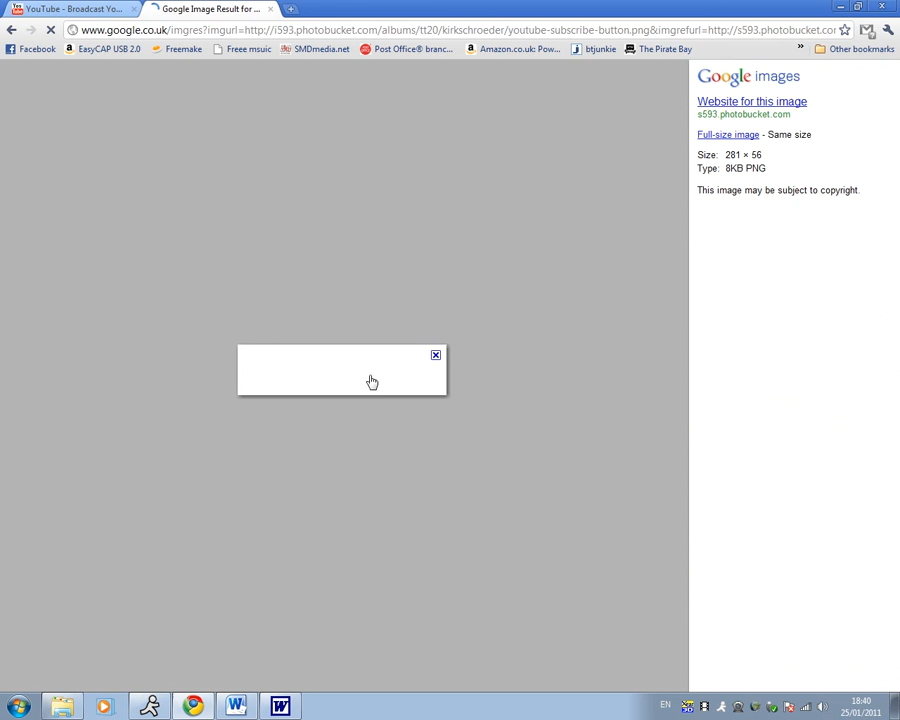 YouTube - Broadcast Yo...
Google Image Result for ...
www.google.co.uk/imgres?imgurl=http://i593.photobucket.com/albums/tt20/kirkschroeder/youtube-subscribe-button.png&imgrefurl=http://s593.photobucket.cor
Facebook
EasyCAP USB 2.0
Freemake
Freee msuic
SMDmedia.net
Post Office® branc...
Amazon.co.uk: Pow...
btjunkie
The Pirate Bay
»
Other bookmarks
Google images
Website for this image
s593.photobucket.com
Full-size image - Same size
Size: 281 × 56
Type: 8KB PNG
This image may be subject to copyright.
EN
18:40
25/01/2011